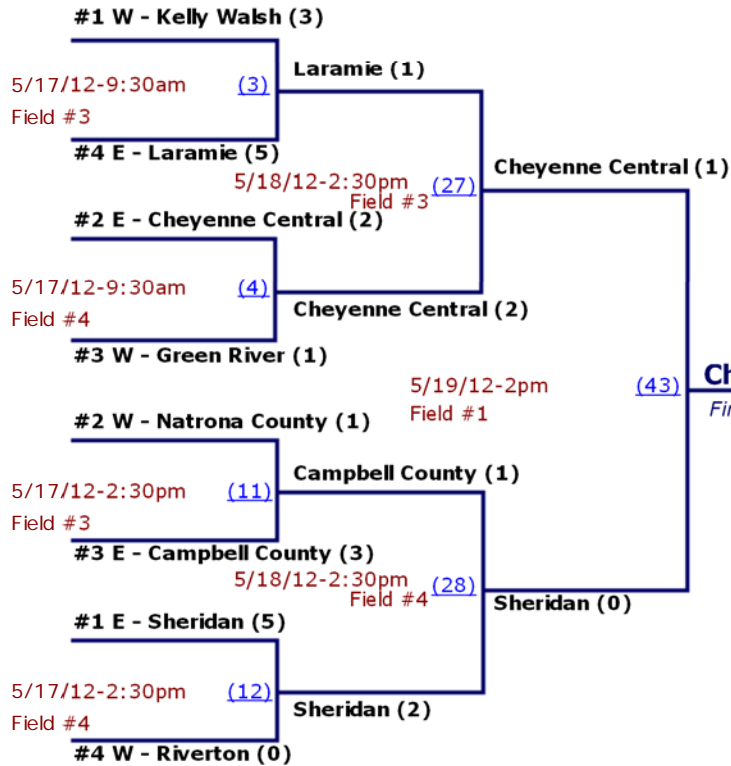 #1 W - Kelly Walsh (3)
Laramie (1)
5/17/12-9:30am
(3)
Field #3
#4 E - Laramie (5)
Cheyenne Central (1)
5/18/12-2:30pm
(27)
Field #3
#2 E - Cheyenne Central (2)
5/17/12-9:30am
(4)
Field #4
Cheyenne Central (2)
#3 W - Green River (1)
5/19/12-2pm
(43)
Field #1
Ch
Fir
#2 W - Natrona County (1)
Campbell County (1)
5/17/12-2:30pm
(11)
Field #3
#3 E - Campbell County (3)
5/18/12-2:30pm
(28)
Field #4
Sheridan (0)
#1 E - Sheridan (5)
5/17/12-2:30pm
(12)
Field #4
Sheridan (2)
#4 W - Riverton (0)